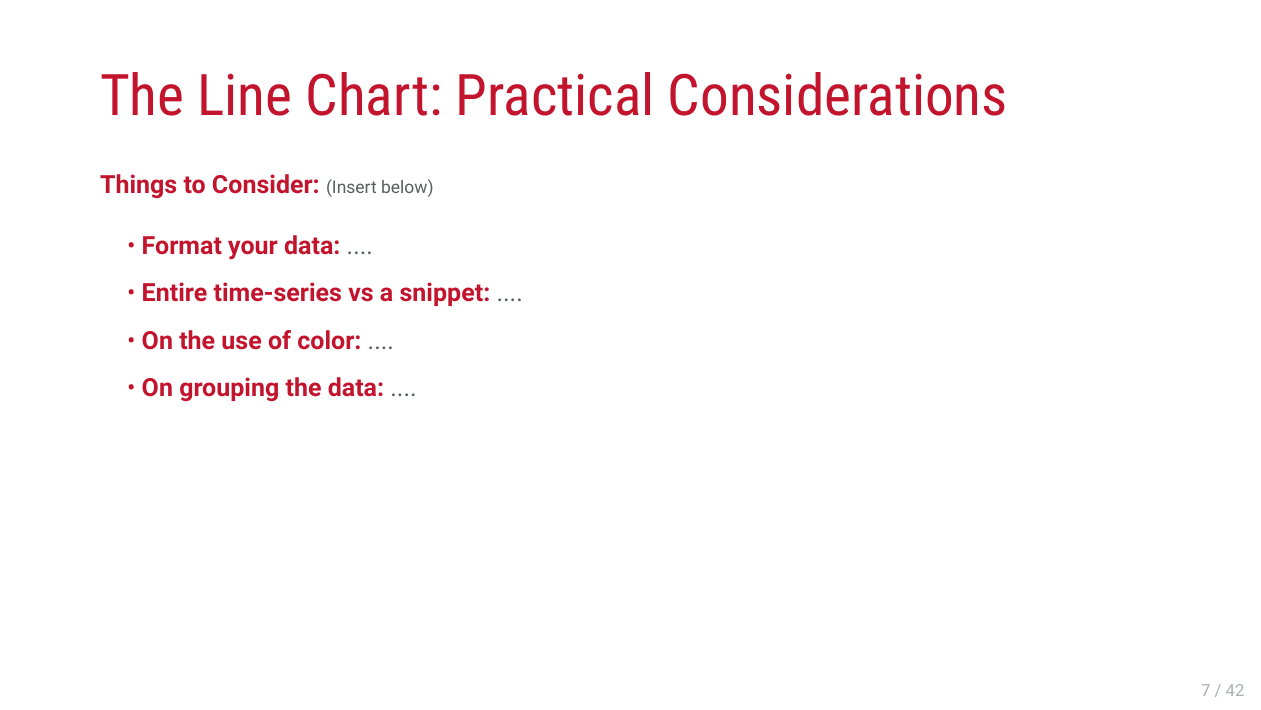 The Line Chart: Practical Considerations
Things to Consider: (Insert below)
• Format your data: ....
• Entire time-series vs a snippet: ....
• On the use of color: ....
• On grouping the data: ....
7 / 42